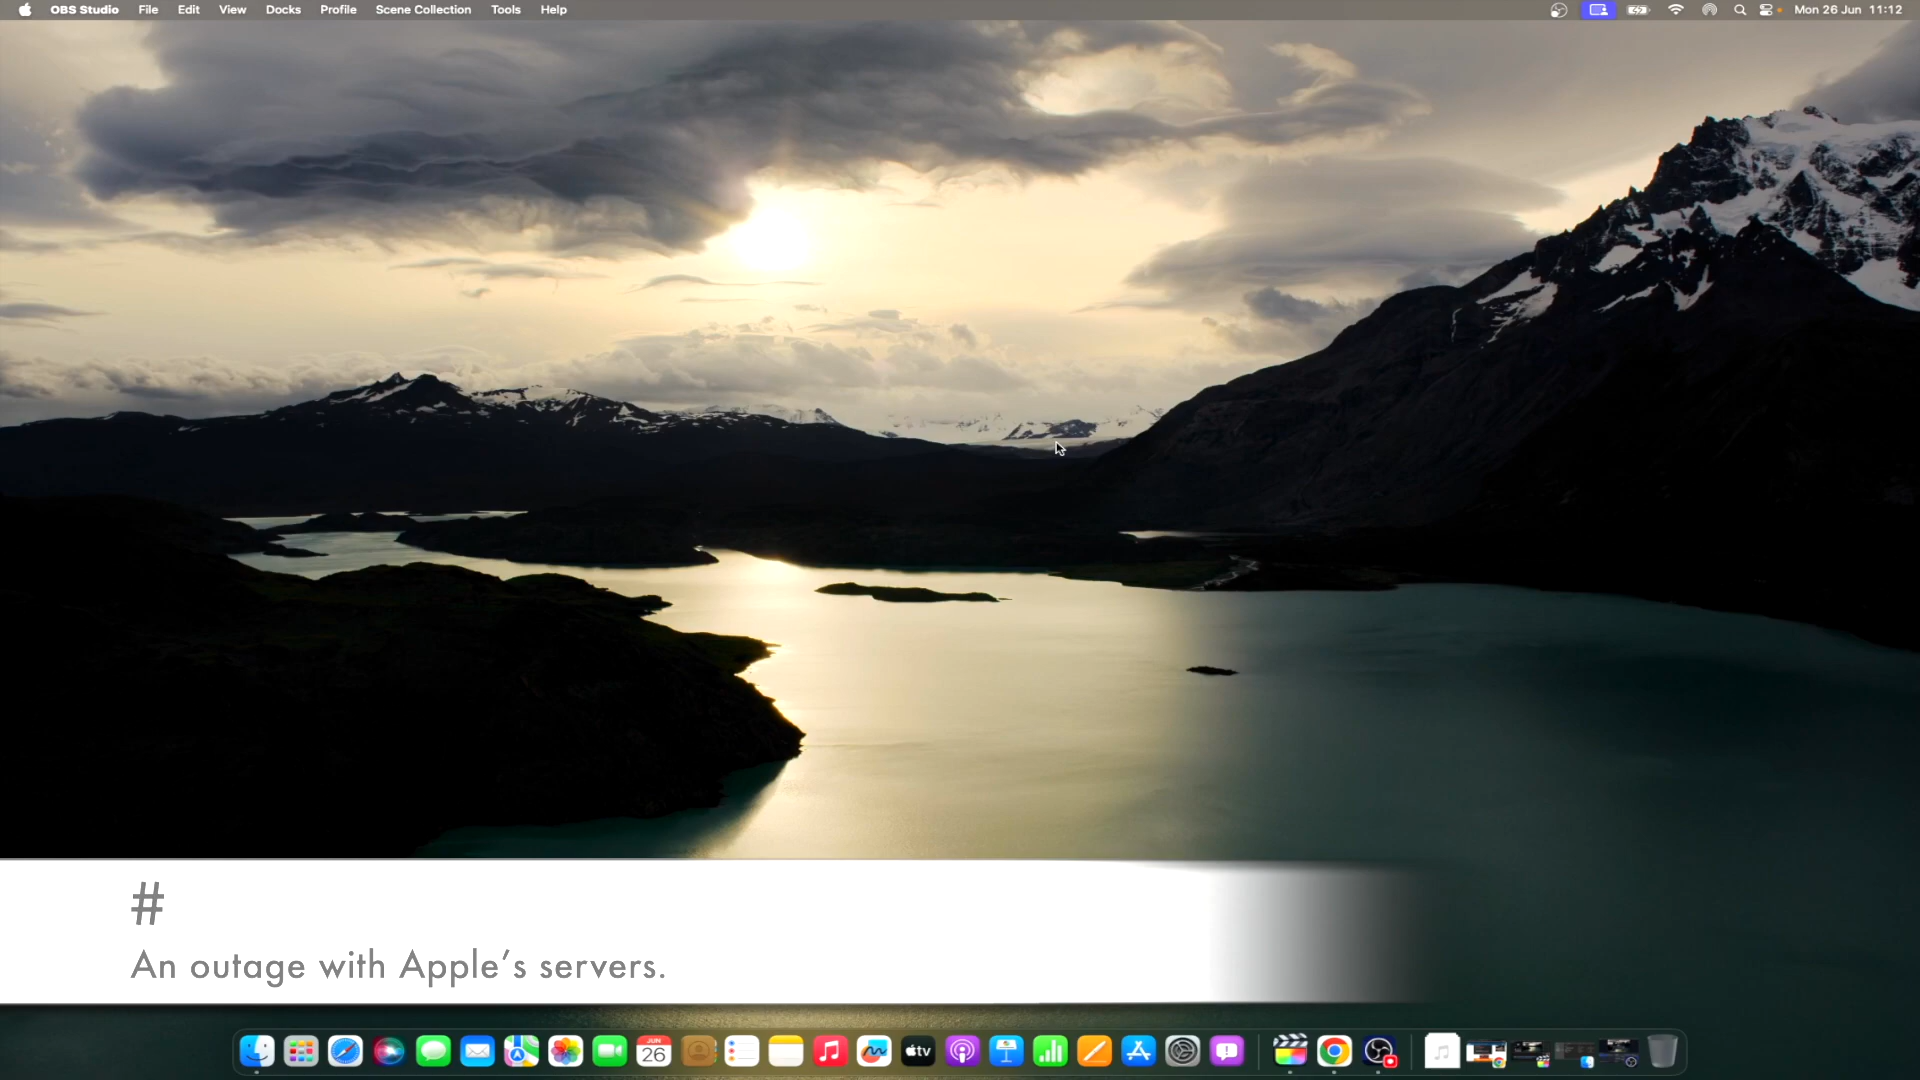 OBS Studio File Edit View Docks Profile Scene Collection Tools Help Mon 26 Jun 11:12
#
An outage with Apple’s servers.
JUN
26
tv